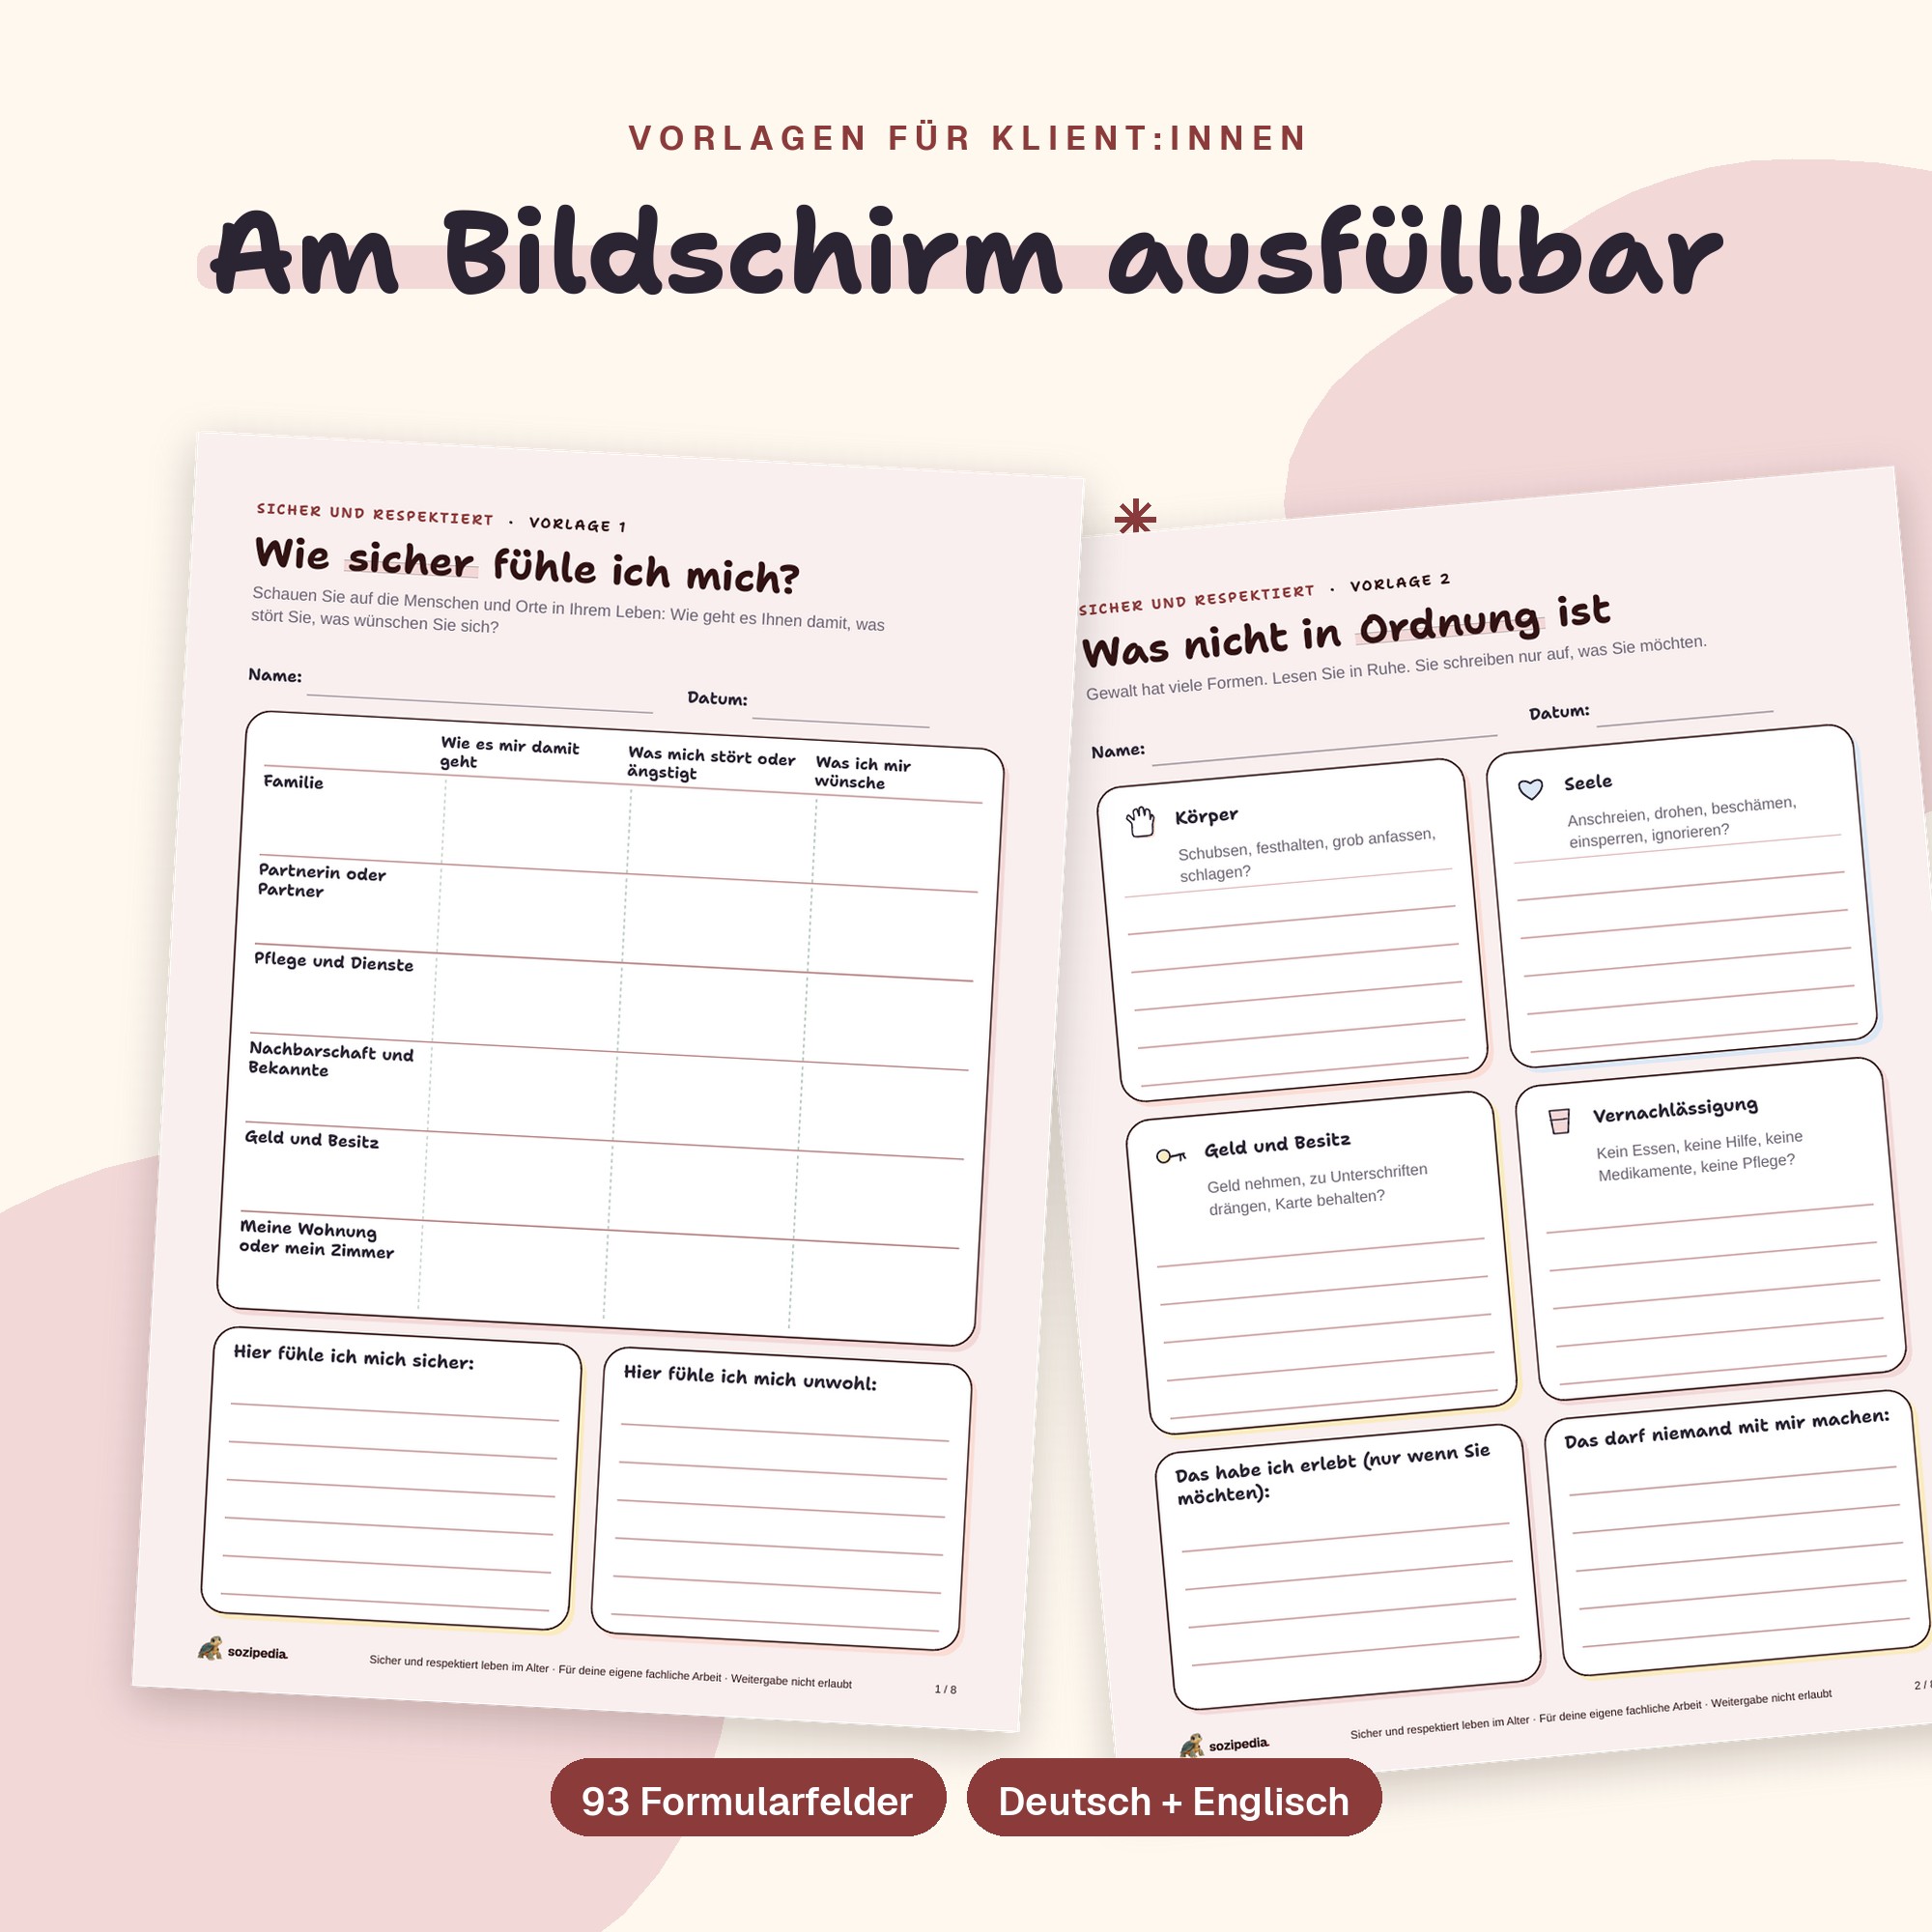 VORLAGEN FÜR KLIENT:INNEN
Am Bildschirm ausfüllbar
SICHER UND RESPEKTIERT · VORLAGE 1
Wie sicher fühle ich mich?
Schauen Sie auf die Menschen und Orte in Ihrem Leben: Wie geht es Ihnen damit, was
stört Sie, was wünschen Sie sich?
Name:
Datum:
Wie es mir damit
geht
Was mich stört oder
ängstigt
Was ich mir
wünsche
Familie
Partnerin oder
Partner
Pflege und Dienste
Nachbarschaft und
Bekannte
Geld und Besitz
Meine Wohnung
oder mein Zimmer
Hier fühle ich mich sicher:
Hier fühle ich mich unwohl:
sozipedia.
Sicher und respektiert leben im Alter · Für deine eigene fachliche Arbeit · Weitergabe nicht erlaubt
1 / 8
SICHER UND RESPEKTIERT · VORLAGE 2
Was nicht in Ordnung ist
Gewalt hat viele Formen. Lesen Sie in Ruhe. Sie schreiben nur auf, was Sie möchten.
Name:
Datum:
Körper
Schubsen, festhalten, grob anfassen,
schlagen?
Seele
Anschreien, drohen, beschämen,
einsperren, ignorieren?
Geld und Besitz
Geld nehmen, zu Unterschriften
drängen, Karte behalten?
Vernachlässigung
Kein Essen, keine Hilfe, keine
Medikamente, keine Pflege?
Das habe ich erlebt (nur wenn Sie
möchten):
Das darf niemand mit mir machen:
sozipedia.
Sicher und respektiert leben im Alter · Für deine eigene fachliche Arbeit · Weitergabe nicht erlaubt
2 / 8
93 Formularfelder
Deutsch + Englisch